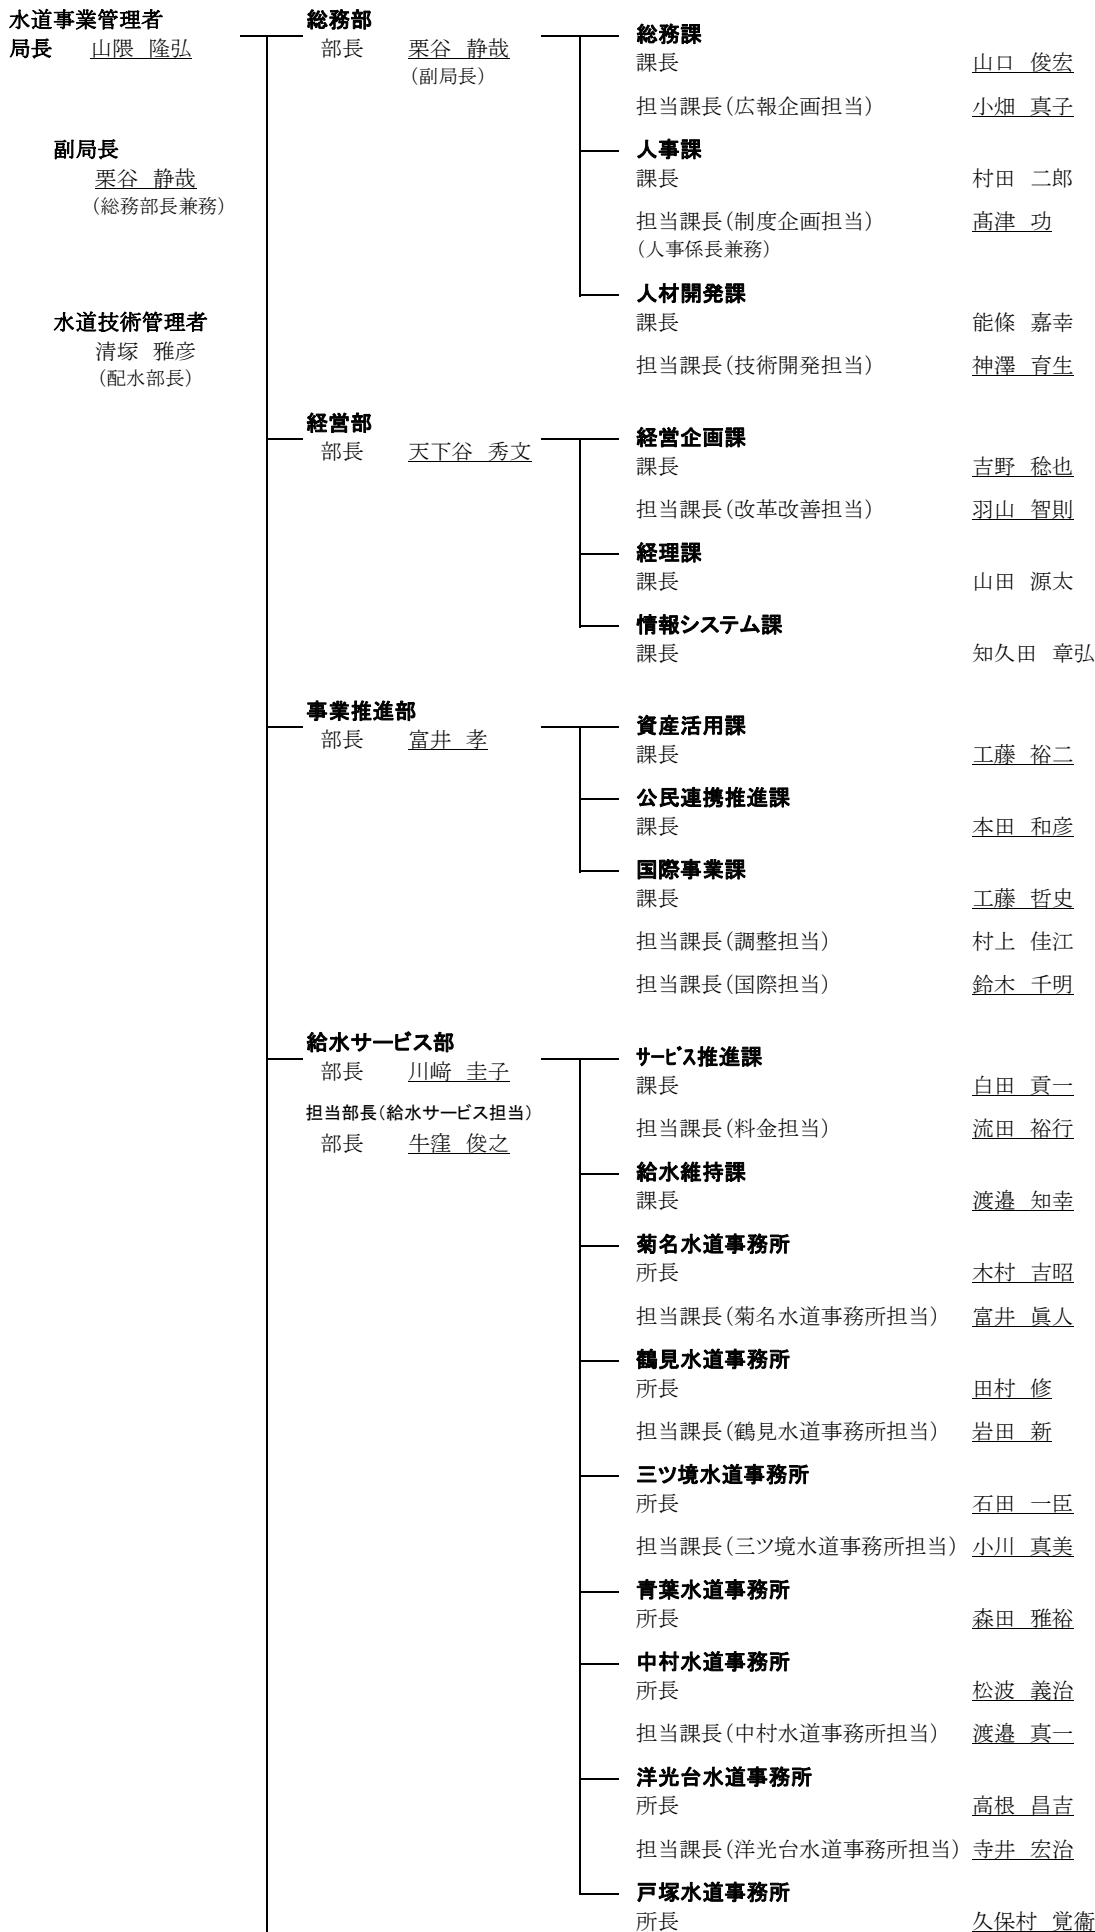 水道事業管理者
局長 山隈 隆弘
副局長
栗谷 静哉
(総務部長兼務)
水道技術管理者
清塚 雅彦
(配水部長)
総務部
部長 栗谷 静哉
(副局長)
総務課
課長 山口 俊宏
担当課長(広報企画担当) 小畑 真子
人事課
課長 村田 二郎
担当課長(制度企画担当) 髙津 功
(人事係長兼務)
人材開発課
課長 能條 嘉幸
担当課長(技術開発担当) 神澤 育生
経営部
部長 天下谷 秀文
経営企画課
課長 吉野 稔也
担当課長(改革改善担当) 羽山 智則
経理課
課長 山田 源太
情報システム課
課長 知久田 章弘
事業推進部
部長 富井 孝
資産活用課
課長 工藤 裕二
公民連携推進課
課長 本田 和彦
国際事業課
課長 工藤 哲史
担当課長(調整担当) 村上 佳江
担当課長(国際担当) 鈴木 千明
給水サービス部
部長 川﨑 圭子
担当部長(給水サービス担当)
部長 牛窪 俊之
サービス推進課
課長 白田 貢一
担当課長(料金担当) 流田 裕行
給水維持課
課長 渡邉 知幸
菊名水道事務所
所長 木村 吉昭
担当課長(菊名水道事務所担当) 富井 眞人
鶴見水道事務所
所長 田村 修
担当課長(鶴見水道事務所担当) 岩田 新
三ツ境水道事務所
所長 石田 一臣
担当課長(三ツ境水道事務所担当) 小川 真美
青葉水道事務所
所長 森田 雅裕
中村水道事務所
所長 松波 義治
担当課長(中村水道事務所担当) 渡邉 真一
洋光台水道事務所
所長 高根 昌吉
担当課長(洋光台水道事務所担当) 寺井 宏治
戸塚水道事務所
所長 久保村 覚衞